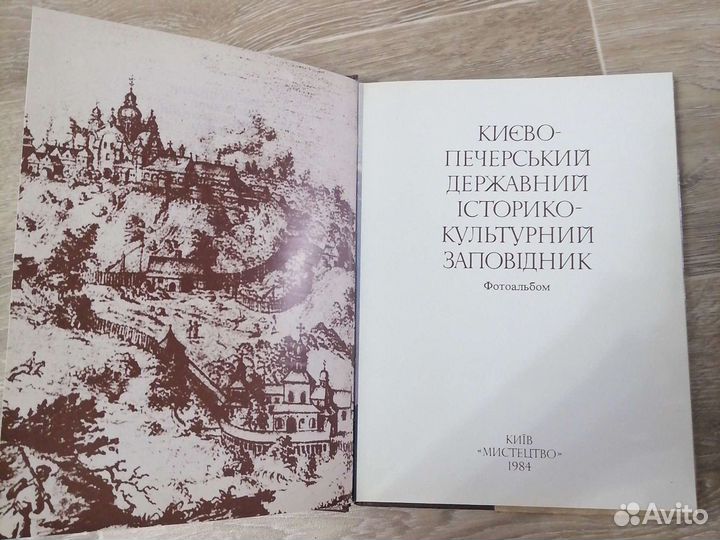 КИЄВО-
ПЕЧЕРСЬКИЙ
ДЕРЖАВНИЙ
ІСТОРИКО-
КУЛЬТУРНИЙ
ЗАПОВІДНИК
Фотоальбом
КИЇВ
«МИСТЕЦТВО»
1984
Avito